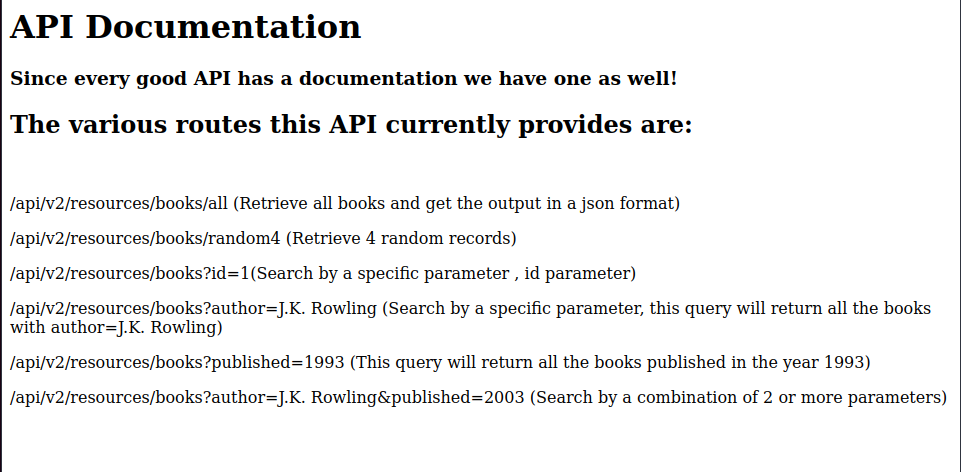 API Documentation
Since every good API has a documentation we have one as well!
The various routes this API currently provides are:
/api/v2/resources/books/all (Retrieve all books and get the output in a json format)
/api/v2/resources/books/random4 (Retrieve 4 random records)
/api/v2/resources/books?id=1(Search by a specific parameter , id parameter)
/api/v2/resources/books?author=J.K. Rowling (Search by a specific parameter, this query will return all the books
with author=J.K. Rowling)
/api/v2/resources/books?published=1993 (This query will return all the books published in the year 1993)
/api/v2/resources/books?author=J.K. Rowling&published=2003 (Search by a combination of 2 or more parameters)